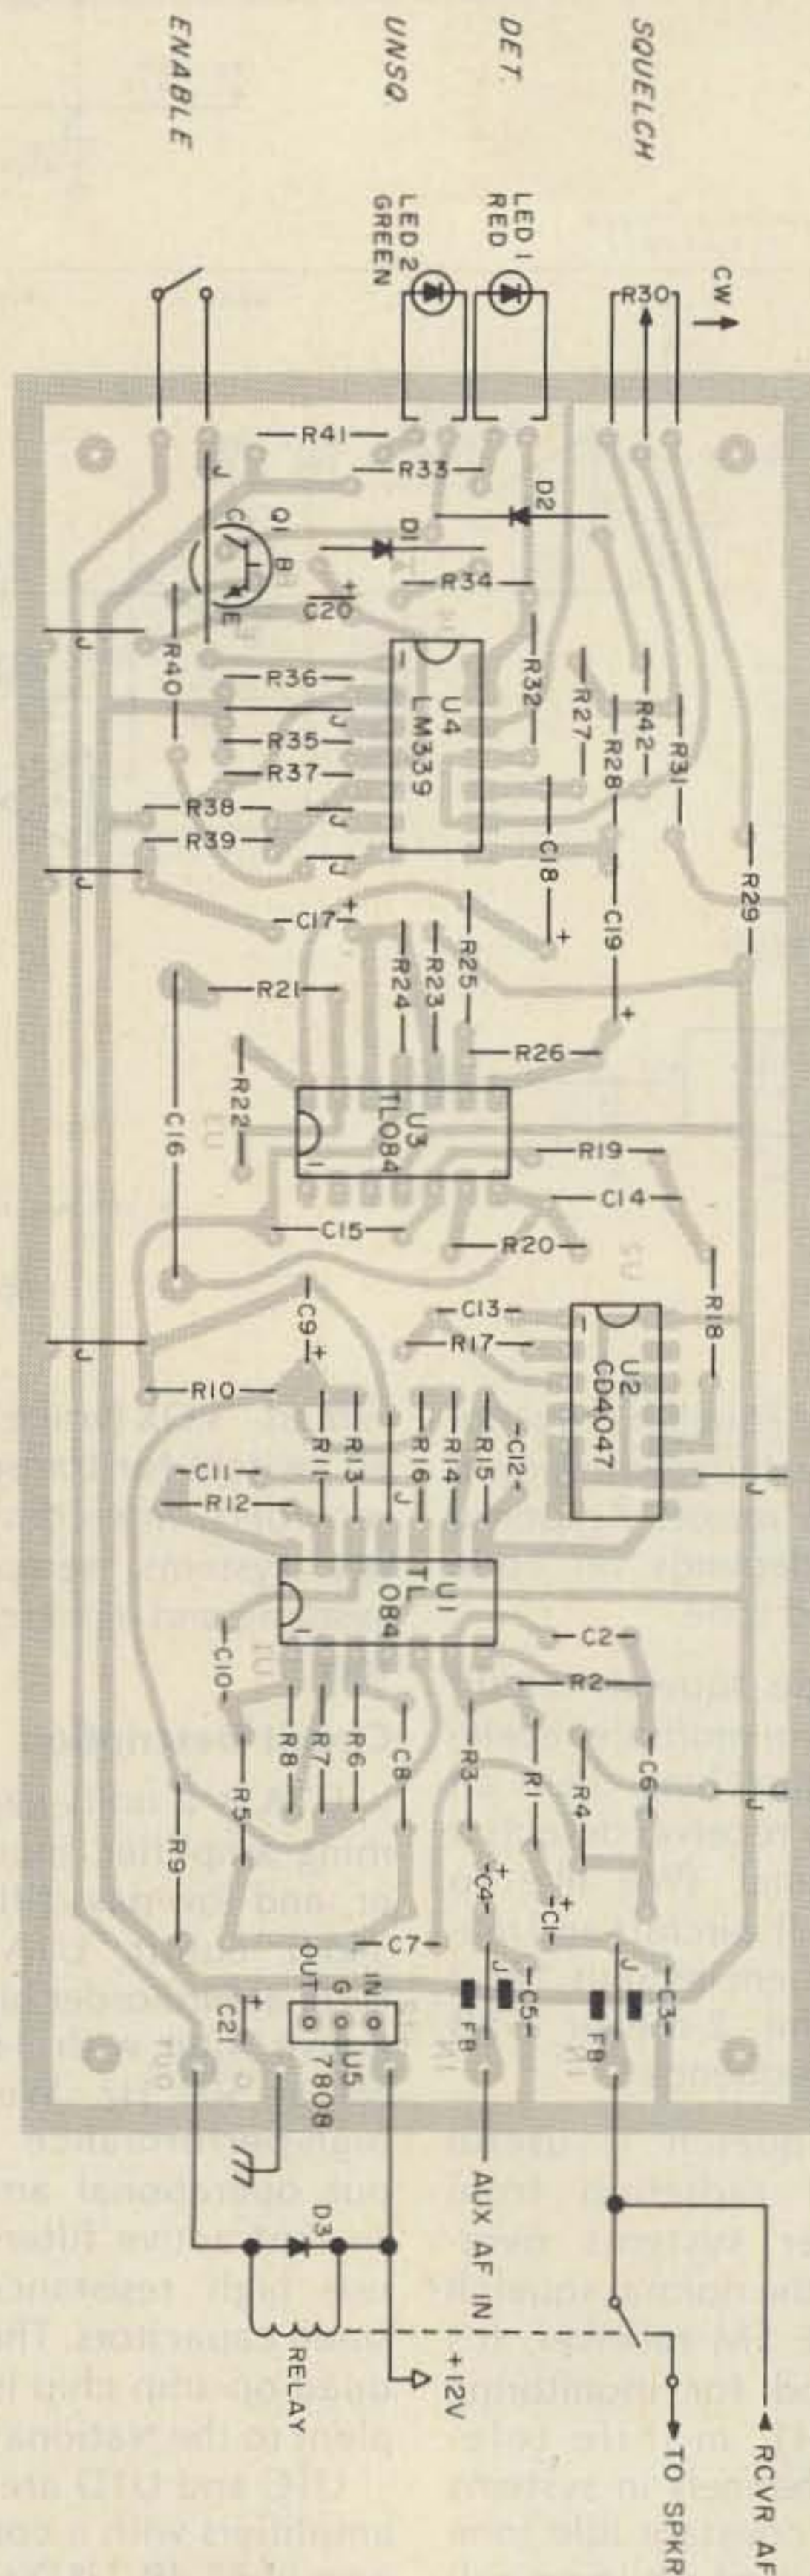 ENABLE
UNSQ.
DET.
SQUELCH
LED 2
GREEN
LED 1
RED
CW
R30
R41
R33
D2
J
C
Q1
B
E
D1
R34
+
C20
J
R40
R36
J
R35
R37
R38
R39
J
J
J
U4
LM339
R32
R27
R42
R28
R31
C18
+
C19
+
R29
C17
+
R24
R23
R25
R21
R26
R22
C16
U3
TL084
1
R19
C14
C15
R20
C9
+
C13
R17
R18
U2
CD4047
J
R10
R11
R13
J
R16
R14
R15
C12
J
C11
R12
U1
TL
084
1
C2
R2
C10
R8
R7
R6
C8
R3
R1
R4
C6
J
R5
R9
+
C4
+
C1
C7
J
C5
J
C3
FB
FB
IN
G
OUT
U5
7808
+
C21
D3
AUX AF IN
RELAY
+12V
TO SPKR
RCVR AF